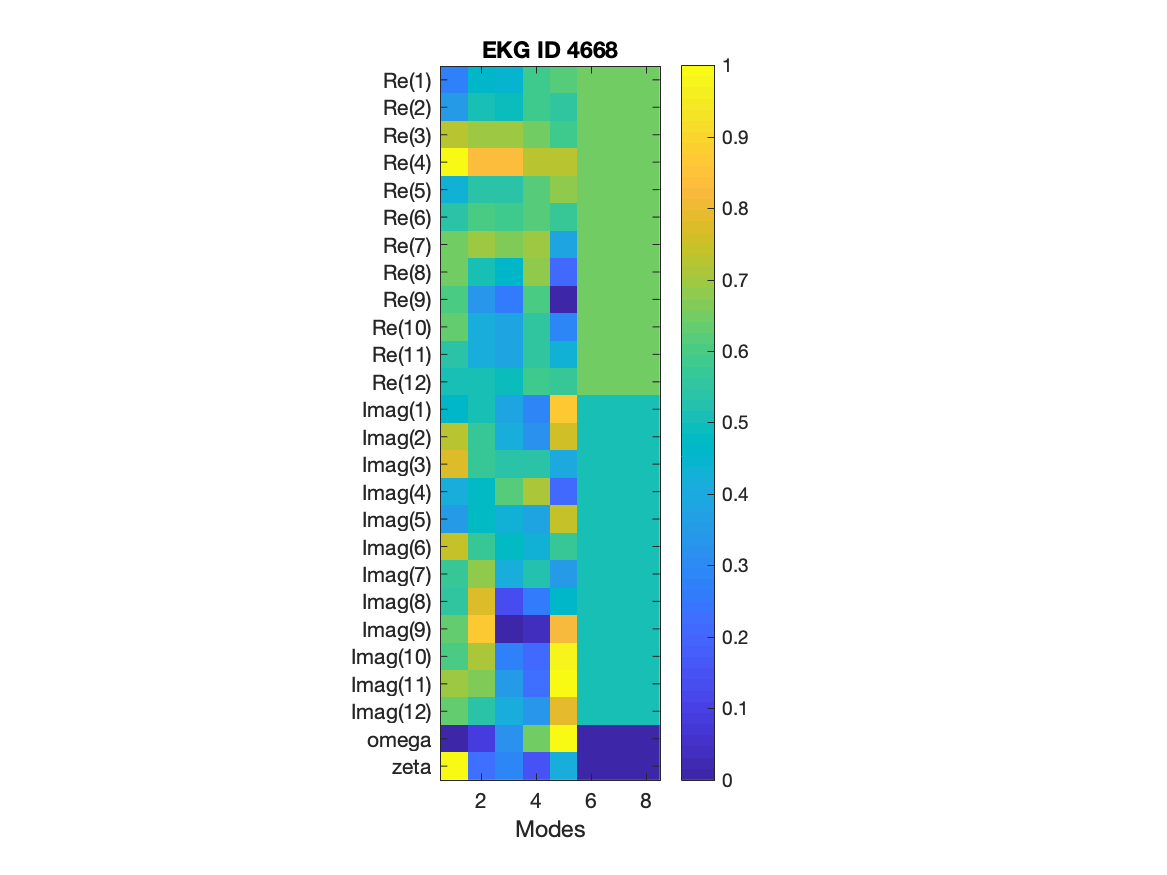 EKG ID 4668
Re(1)
Re(2)
Re(3)
Re(4)
Re(5)
Re(6)
Re(7)
Re(8)
Re(9)
Re(10)
Re(11)
Re(12)
Imag(1)
Imag(2)
Imag(3)
Imag(4)
Imag(5)
Imag(6)
Imag(7)
Imag(8)
Imag(9)
Imag(10)
Imag(11)
Imag(12)
omega
zeta
2 4 6 8
Modes
1
0.9
0.8
0.7
0.6
0.5
0.4
0.3
0.2
0.1
0